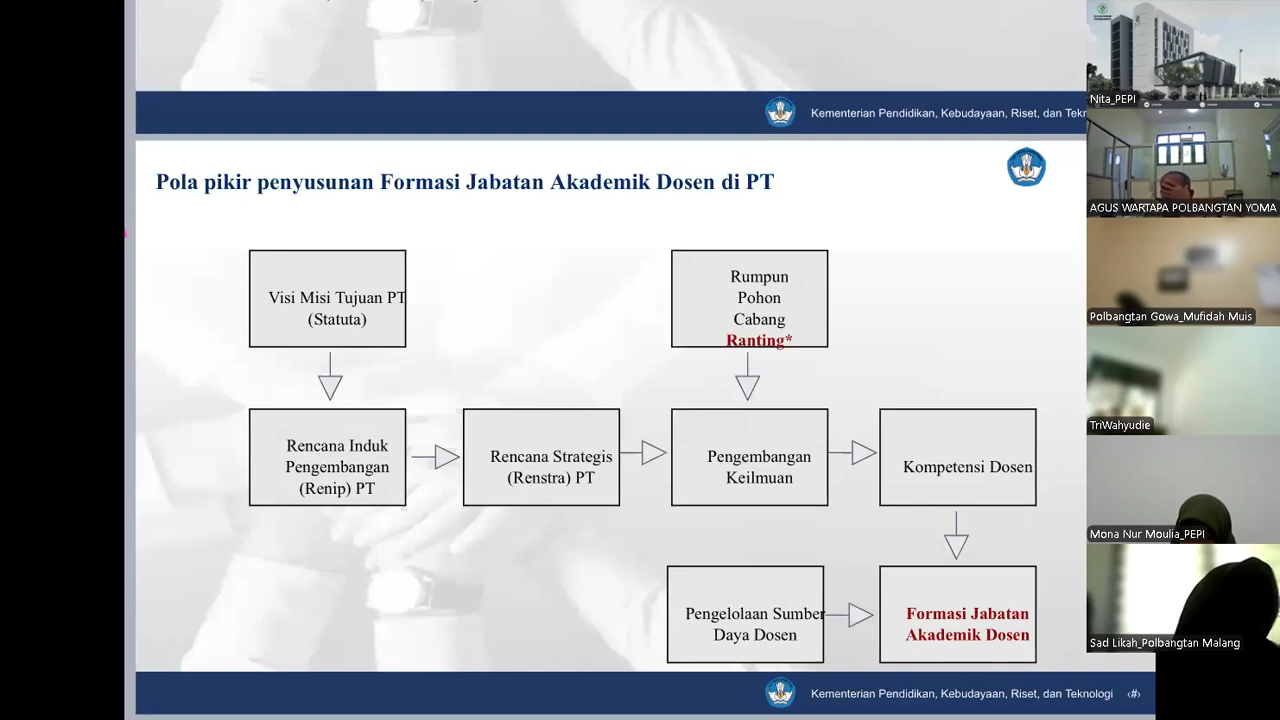 Kementerian Pendidikan, Kebudayaan, Riset, dan Tekn
Pola pikir penyusunan Formasi Jabatan Akademik Dosen di PT
Visi Misi Tujuan PT
(Statuta)
Rumpun
Pohon
Cabang
Ranting*
Rencana Induk
Pengembangan
(Renip) PT
Rencana Strategis
(Renstra) PT
Pengembangan
Keilmuan
Kompetensi Dosen
Pengelolaan Sumber
Daya Dosen
Formasi Jabatan
Akademik Dosen
Kementerian Pendidikan, Kebudayaan, Riset, dan Teknologi ‹#›
Nita_PEPI
AGUS WARTAPA POLBANGTAN YOMA
Polbangtan Gowa_Mufidah Muis
TriWahyudie
Mona Nur Moulia_PEPI
Sad Likah_Polbangtan Malang